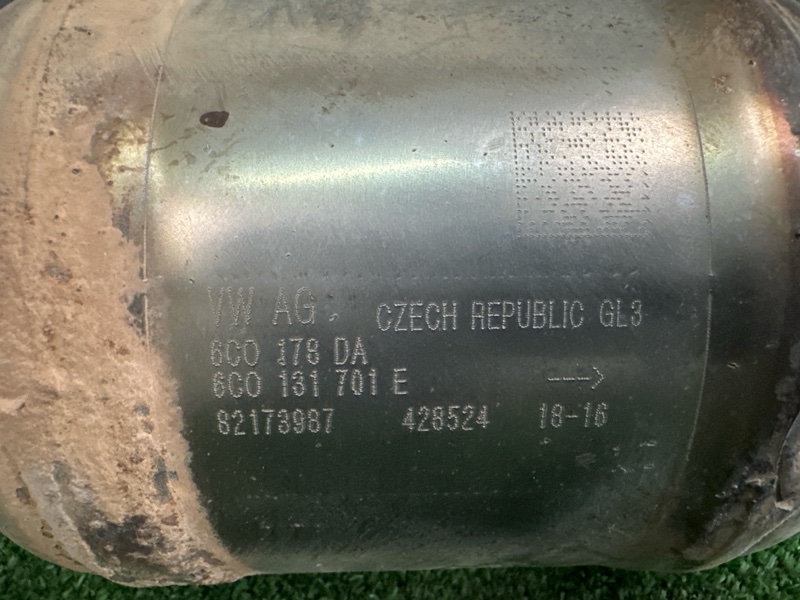 VW AG. CZECH REPUBLIC GL3
6C0 178 DA
6C0 131 701 E --->
82173987 428524 18-16